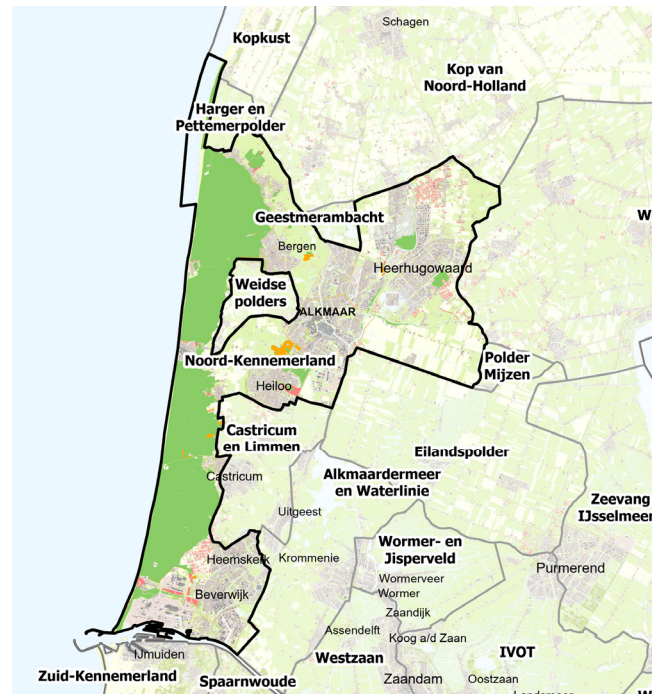 Schagen
Kopkust
Kop van
Noord-Holland
Harger en
Pettemerpolder
W
Geestmerambacht
Bergen
Heerhugowaard
Weidse
polders
ALKMAAR
Noord-Kennemerland
Polder
Mijzen
Heiloo
Castricum
en Limmen
Eilandspolder
Castricum
Alkmaardermeer
en Waterlinie
Zeevang
IJsselmeer
Uitgeest
Wormer- en
Jisperveld
Heemskerk
Krommenie
Purmerend
Wormerveer
Wormer
Beverwijk
Zaandijk
Assendelft
Koog a/d Zaan
IJmuiden
Westzaan
IVOT
Zuid-Kennemerland
Spaarnwoude
Zaandam
Oostzaan